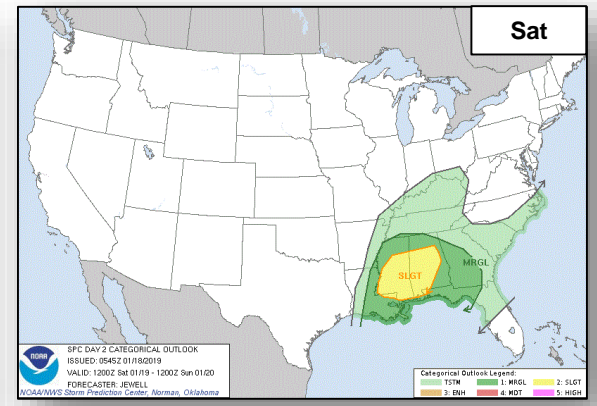 Sat
MRGL
SLGT
noaa
SPC DAY 2 CATEGORICAL OUTLOOK
ISSUED: 0545Z 01/18/2019
VALID: 1200Z Sat 01/19 - 1200Z Sun 01/20
FORECASTER: JEWELL
NOAA/NWS Storm Prediction Center, Norman, Oklahoma
Categorical Outlook Legend:
TSTM 1: MRGL 2: SLGT
3: ENH 4: MDT 5: HIGH